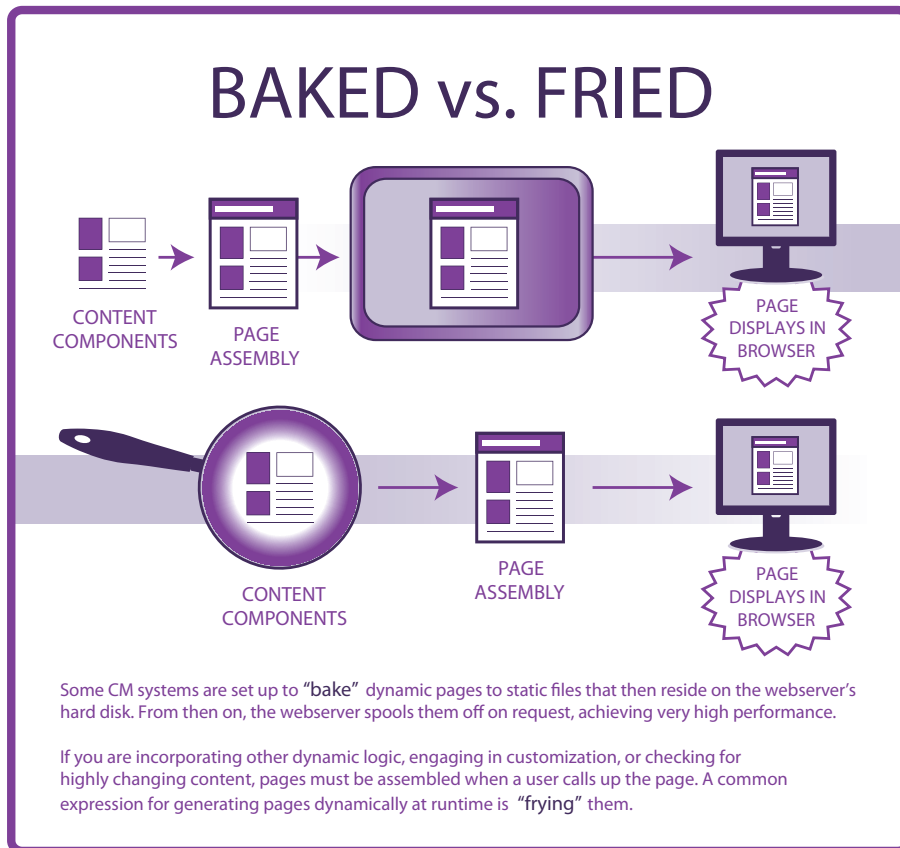 BAKED vs. FRIED
CONTENT
COMPONENTS
PAGE
ASSEMBLY
PAGE
DISPLAYS IN
BROWSER
CONTENT
COMPONENTS
PAGE
ASSEMBLY
PAGE
DISPLAYS IN
BROWSER
Some CM systems are set up to “bake” dynamic pages to static files that then reside on the webserver’s
hard disk. From then on, the webserver spools them off on request, achieving very high performance.
If you are incorporating other dynamic logic, engaging in customization, or checking for
highly changing content, pages must be assembled when a user calls up the page. A common
expression for generating pages dynamically at runtime is “frying” them.